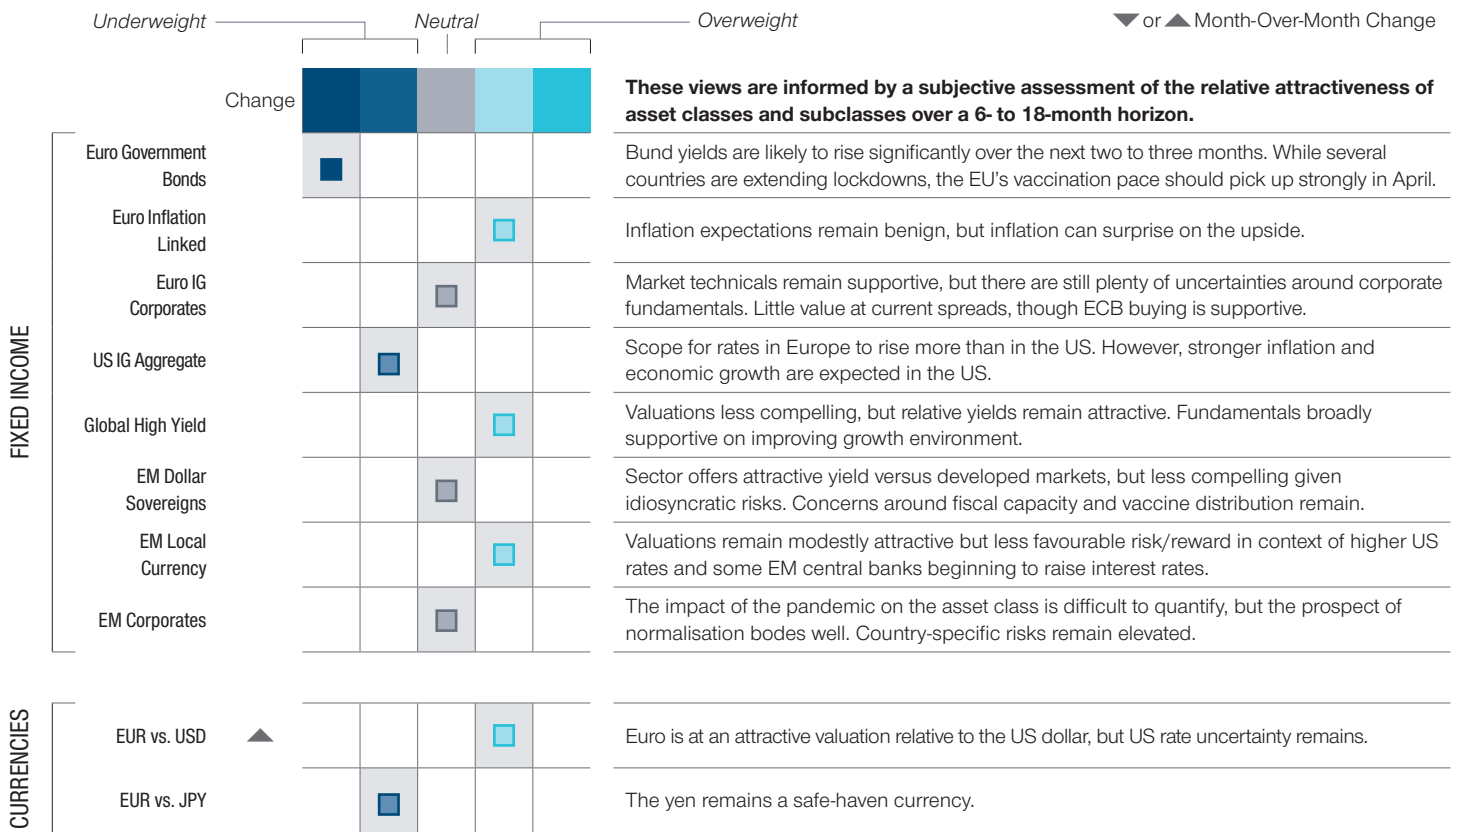 Underweight
Neutral
Overweight
▼ or ▲ Month-Over-Month Change
Change
These views are informed by a subjective assessment of the relative attractiveness of
asset classes and subclasses over a 6- to 18-month horizon.
FIXED INCOME
Euro Government
Bonds
Bund yields are likely to rise significantly over the next two to three months. While several
countries are extending lockdowns, the EU’s vaccination pace should pick up strongly in April.
Euro Inflation
Linked
Inflation expectations remain benign, but inflation can surprise on the upside.
Euro IG
Corporates
Market technicals remain supportive, but there are still plenty of uncertainties around corporate
fundamentals. Little value at current spreads, though ECB buying is supportive.
US IG Aggregate
Scope for rates in Europe to rise more than in the US. However, stronger inflation and
economic growth are expected in the US.
Global High Yield
Valuations less compelling, but relative yields remain attractive. Fundamentals broadly
supportive on improving growth environment.
EM Dollar
Sovereigns
Sector offers attractive yield versus developed markets, but less compelling given
idiosyncratic risks. Concerns around fiscal capacity and vaccine distribution remain.
EM Local
Currency
Valuations remain modestly attractive but less favourable risk/reward in context of higher US
rates and some EM central banks beginning to raise interest rates.
EM Corporates
The impact of the pandemic on the asset class is difficult to quantify, but the prospect of
normalisation bodes well. Country-specific risks remain elevated.
CURRENCIES
EUR vs. USD
Euro is at an attractive valuation relative to the US dollar, but US rate uncertainty remains.
EUR vs. JPY
The yen remains a safe-haven currency.